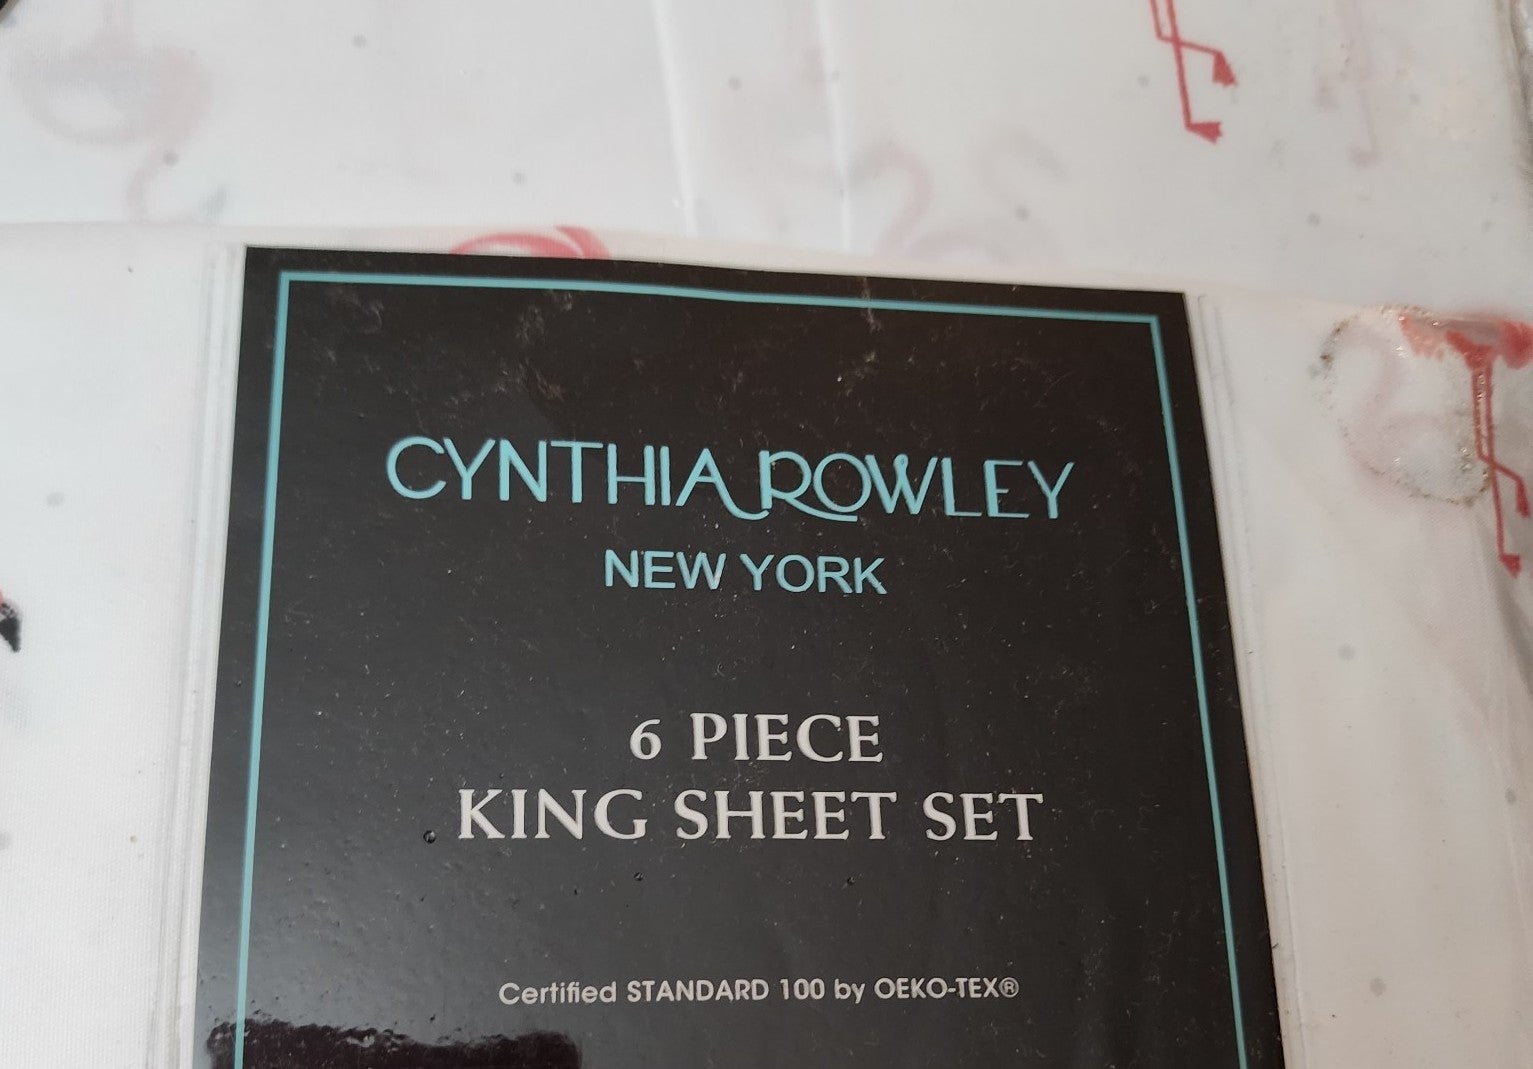 CYNTHIA ROWLEY
NEW YORK
6 PIECE
KING SHEET SET
Certified STANDARD 100 by OEKO-TEX®